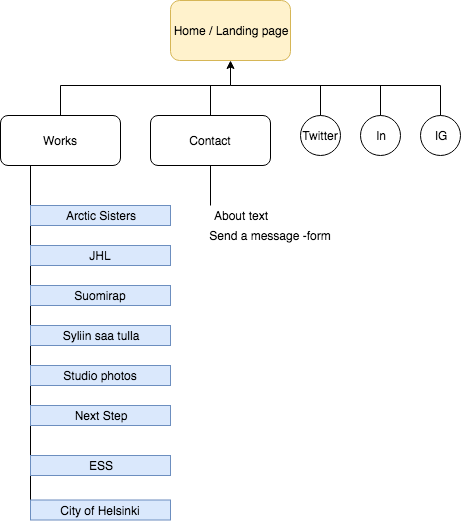 Home / Landing page
Works
Contact
Twitter
In
IG
Arctic Sisters
JHL
Suomirap
Syliin saa tulla
Studio photos
Next Step
ESS
City of Helsinki
About text
Send a message -form